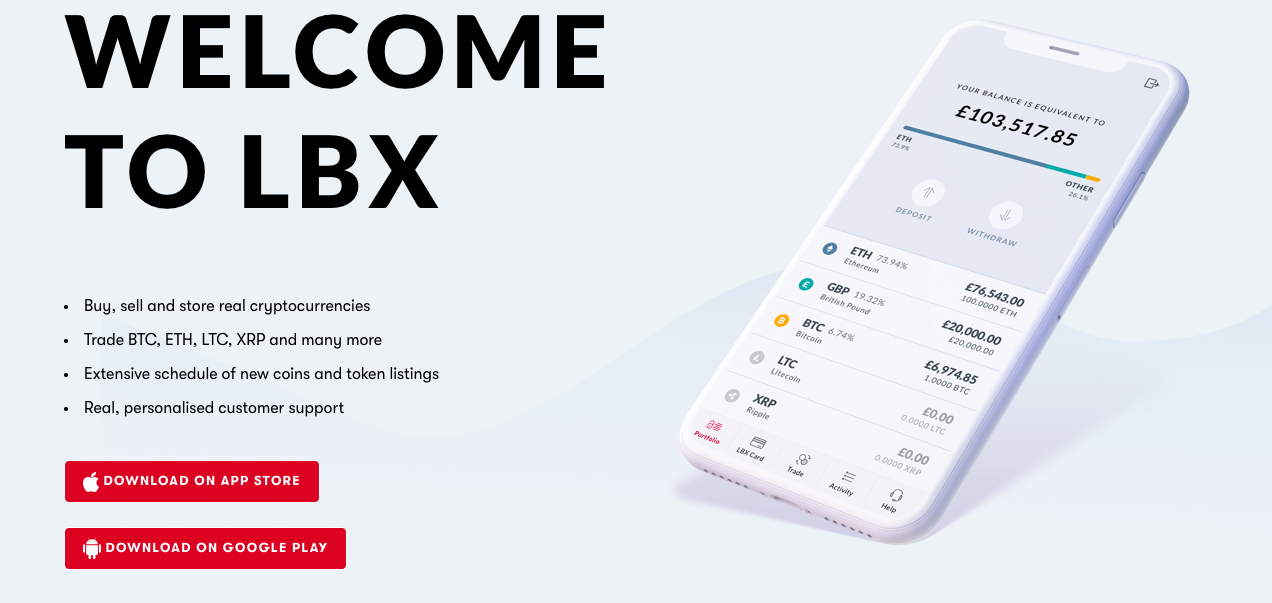 WELCOME
TO LBX
Buy, sell and store real cryptocurrencies
Trade BTC, ETH, LTC, XRP and many more
Extensive schedule of new coins and token listings
Real, personalised customer support
DOWNLOAD ON APP STORE
DOWNLOAD ON GOOGLE PLAY
YOUR BALANCE IS EQUIVALENT TO
£103,517.85
ETH
73.9%
OTHER
26.1%
DEPOSIT
WITHDRAW
ETH 73.94%
Ethereum
£76,543.00
100.0000 ETH
GBP 19.32%
British Pound
£20,000.00
£20,000.00
BTC 6.74%
Bitcoin
£6,974.85
1.0000 BTC
LTC
Litecoin
£0.00
0.0000 LTC
XRP
Ripple
£0.00
0.0000 XRP
Portfolio
LBX Card
Trade
Activity
Help